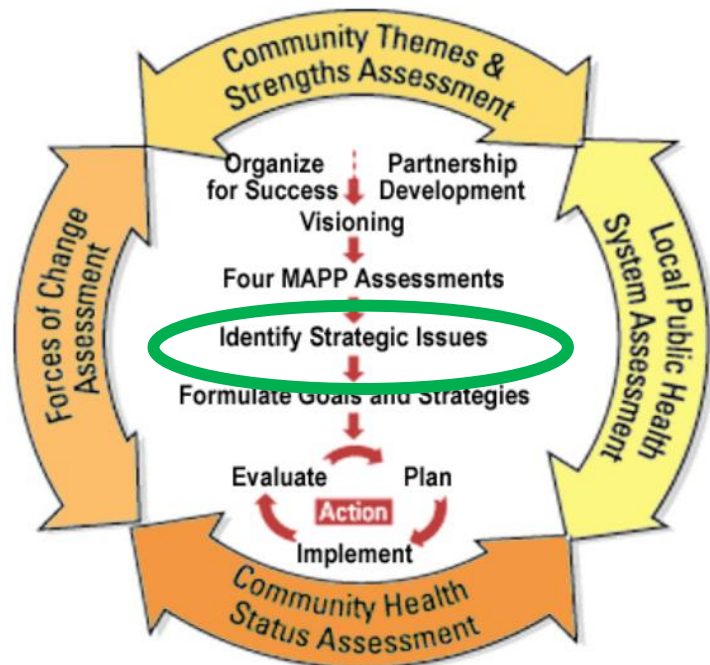 Community Themes &
Strengths Assessment
Organize
for Success
Partnership
Development
Visioning
Four MAPP Assessments
Identify Strategic Issues
Formulate Goals and Strategies
Evaluate
Plan
Action
Implement
Forces of Change
Assessment
Local Public Health
System Assessment
Community Health
Status Assessment